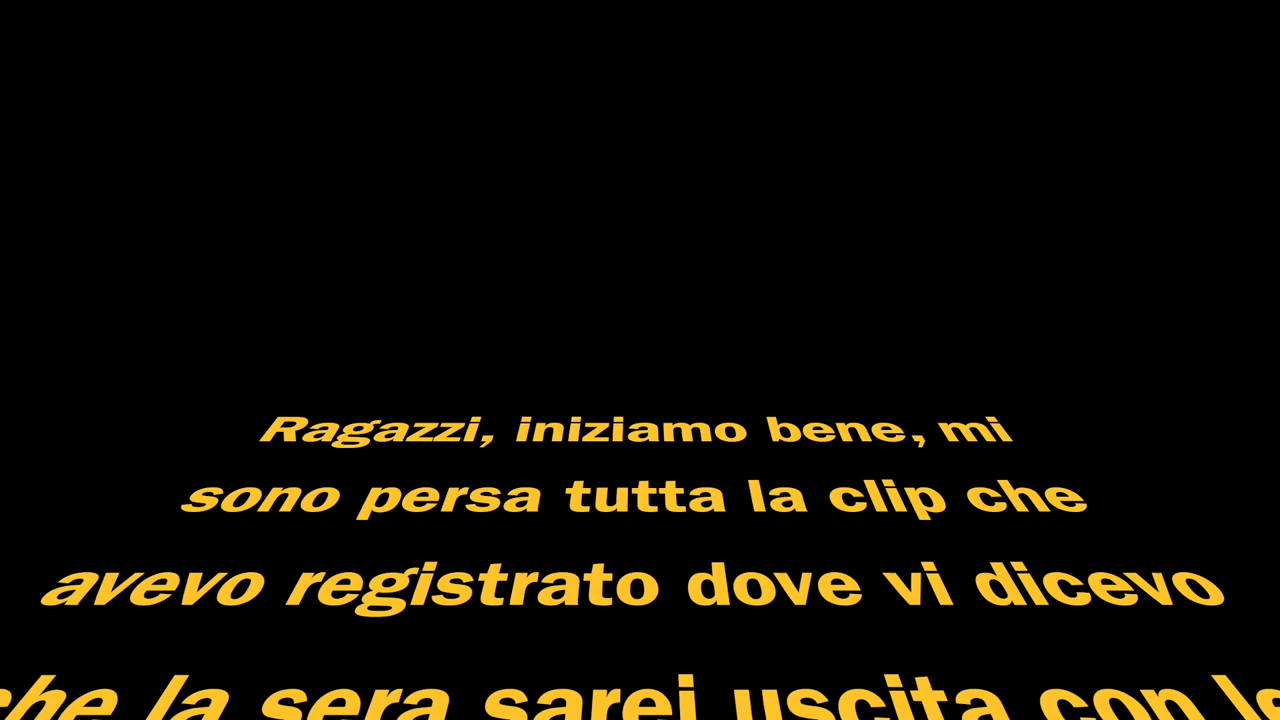 Ragazzi, iniziamo bene, mi
sono persa tutta la clip che
avevo registrato dove vi dicevo
che la sera sarei uscita con